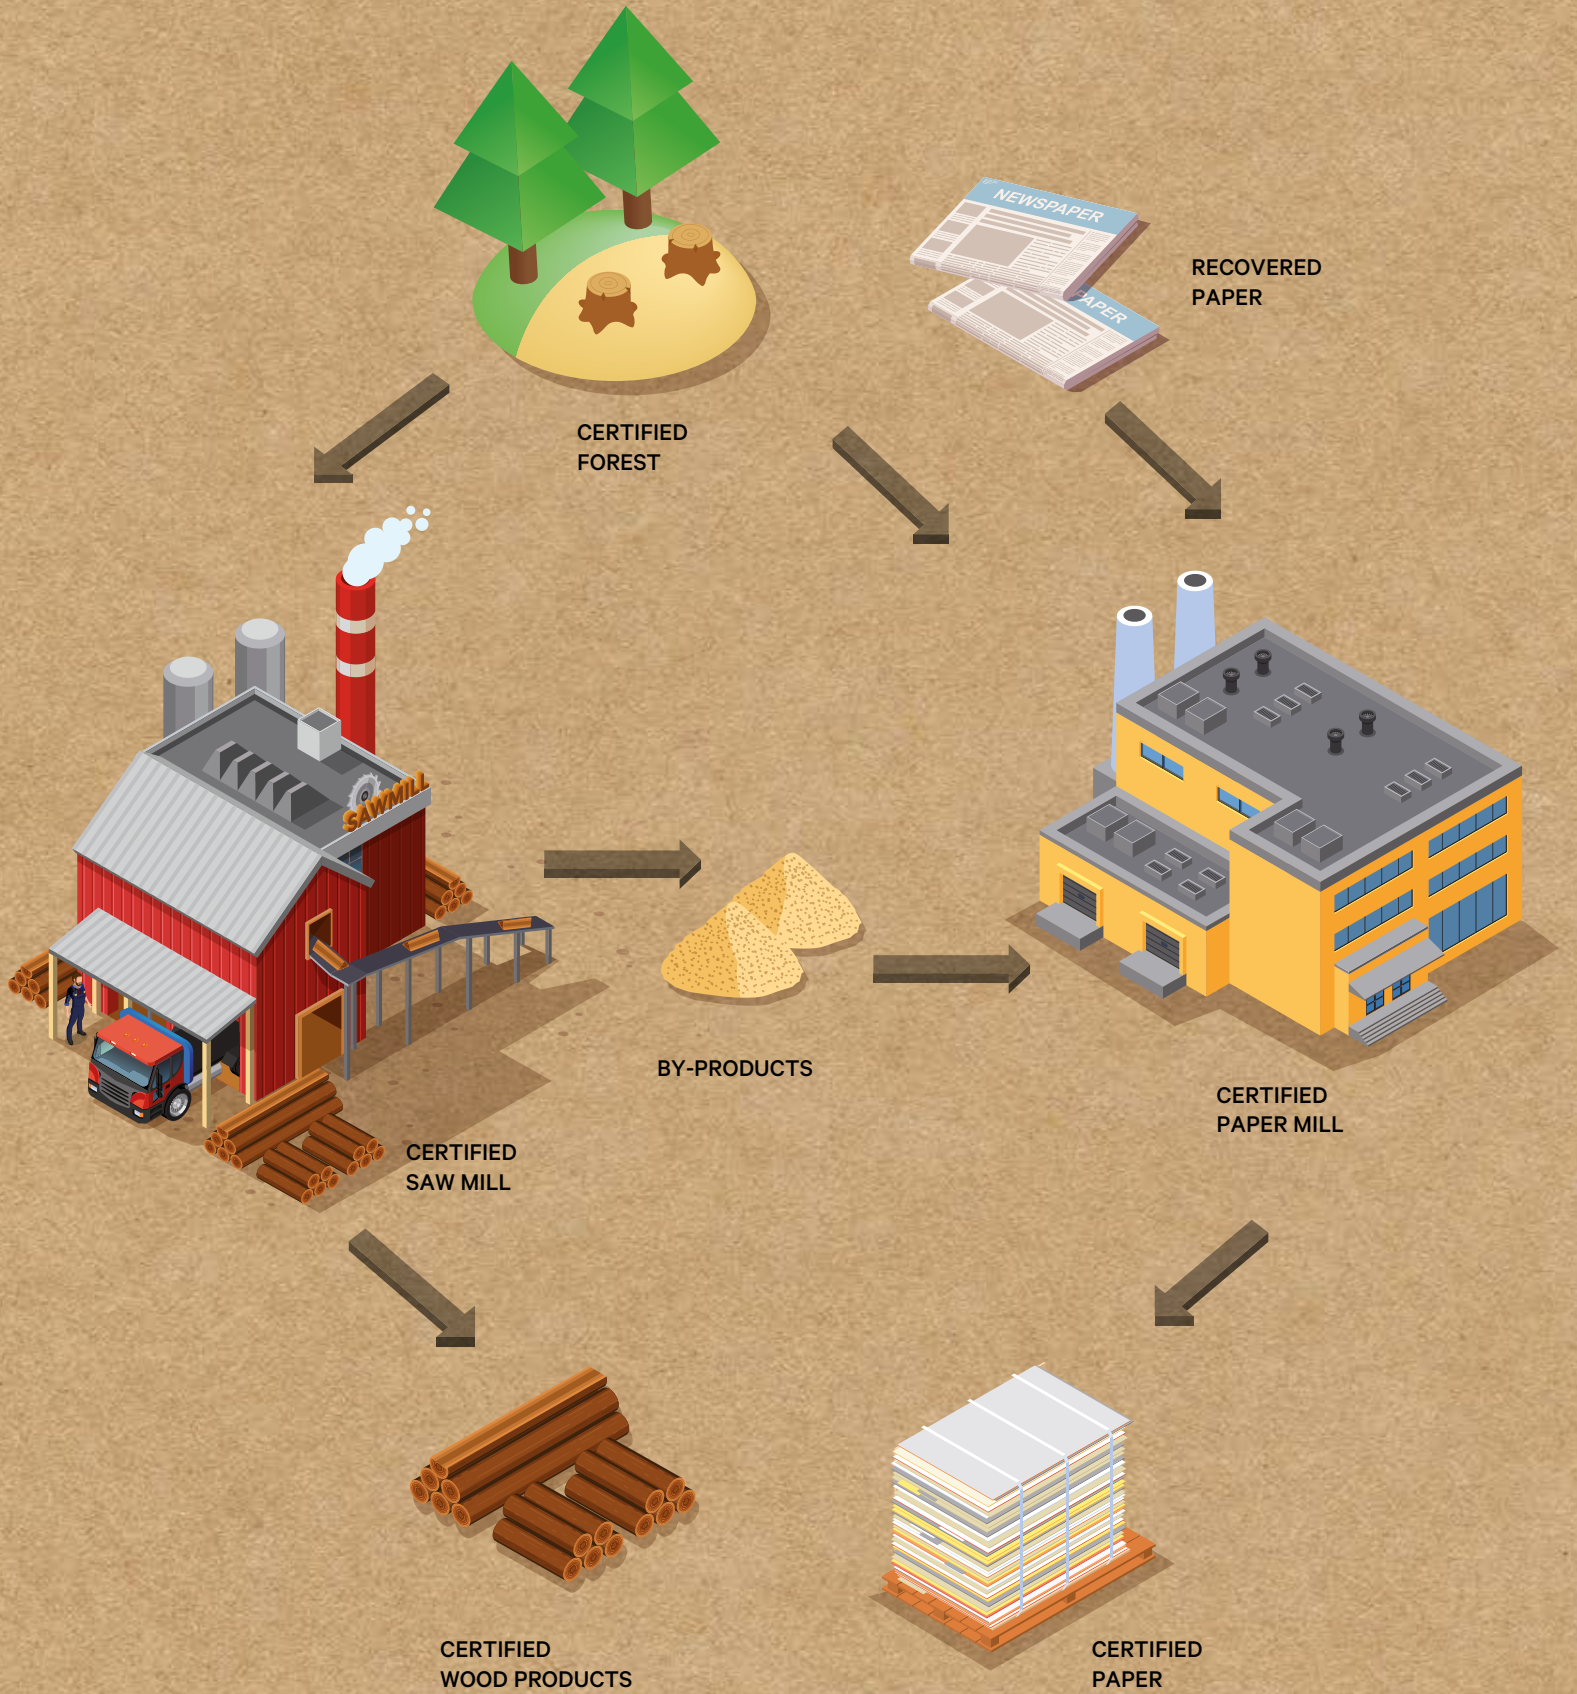 NEWSPAPER
PAPER
RECOVERED
PAPER
CERTIFIED
FOREST
SAWMILL
BY-PRODUCTS
CERTIFIED
PAPER MILL
CERTIFIED
SAW MILL
CERTIFIED
WOOD PRODUCTS
CERTIFIED
PAPER